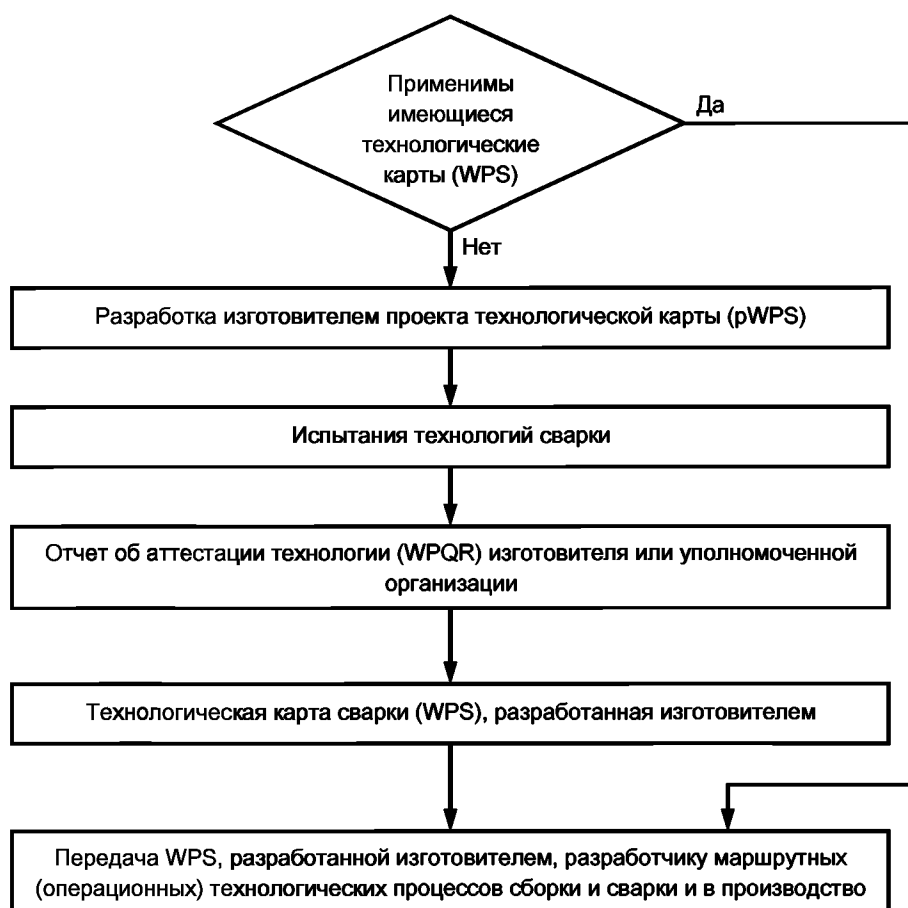 Применимы
имеющиеся
технологические
карты (WPS)
Да
Нет
Разработка изготовителем проекта технологической карты (pWPS)
Испытания технологий сварки
Отчет об аттестации технологии (WPQR) изготовителя или уполномоченной
организации
Технологическая карта сварки (WPS), разработанная изготовителем
Передача WPS, разработанной изготовителем, разработчику маршрутных
(операционных) технологических процессов сборки и сварки и в производство